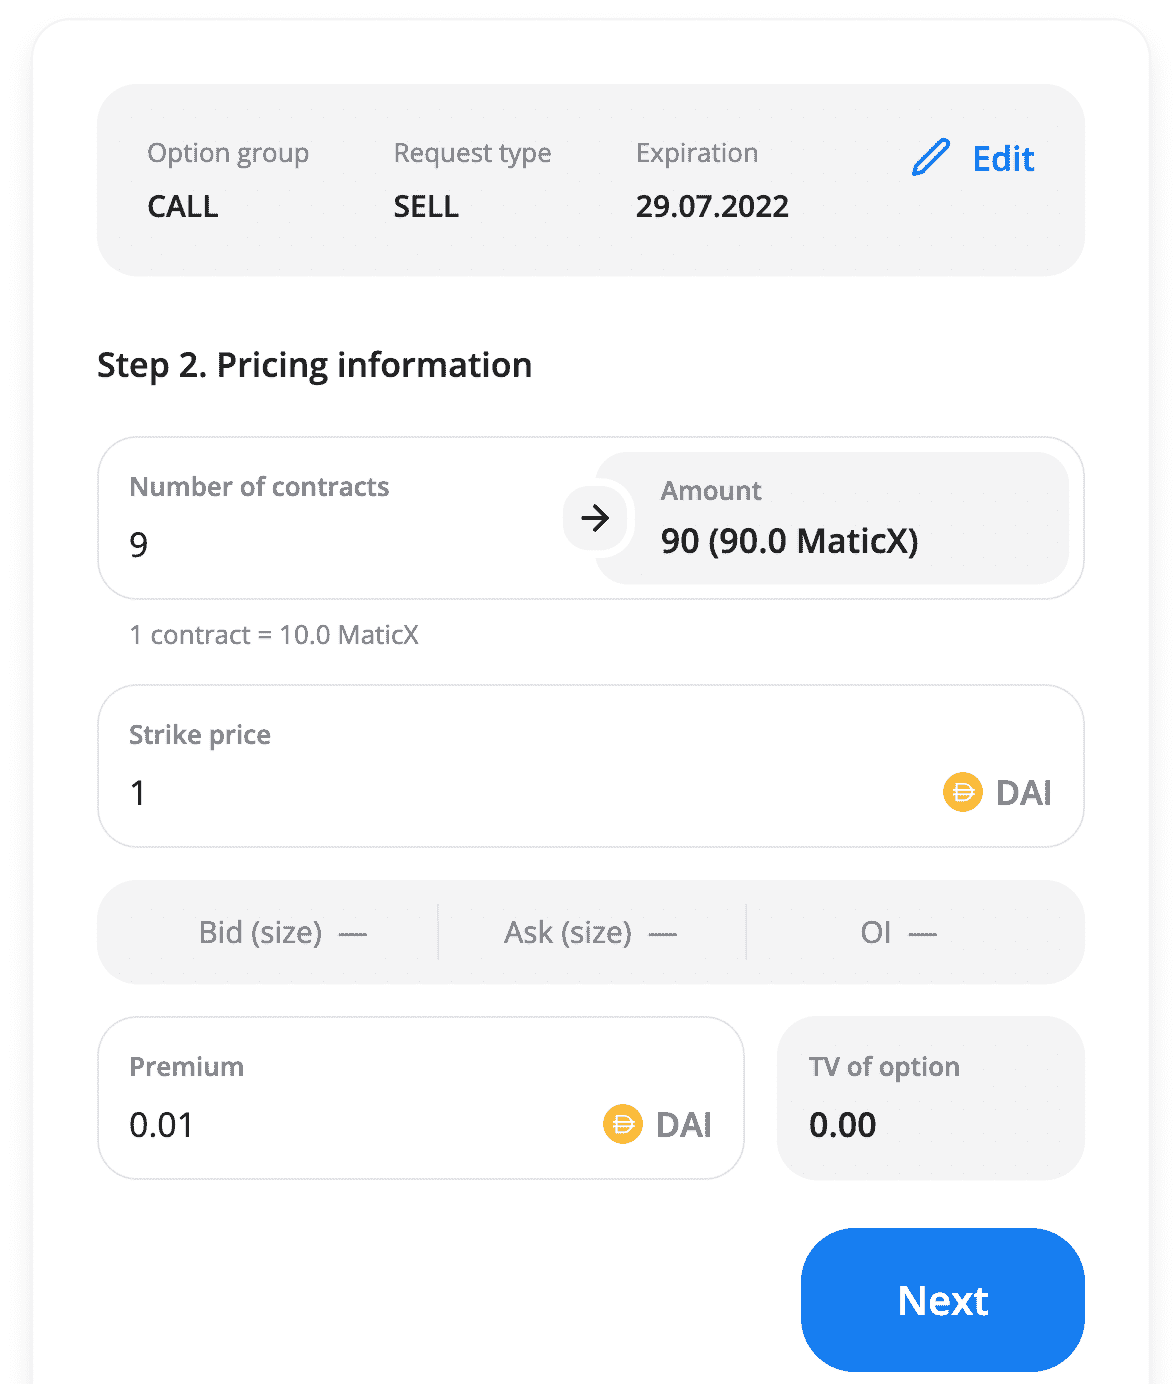 Option group Request type Expiration Edit
CALL SELL 29.07.2022
Step 2. Pricing information
Number of contracts Amount
9 90 (90.0 MaticX)
1 contract = 10.0 MaticX
Strike price
1 DAI
Bid (size) — Ask (size) — OI —
Premium TV of option
0.01 DAI 0.00
Next